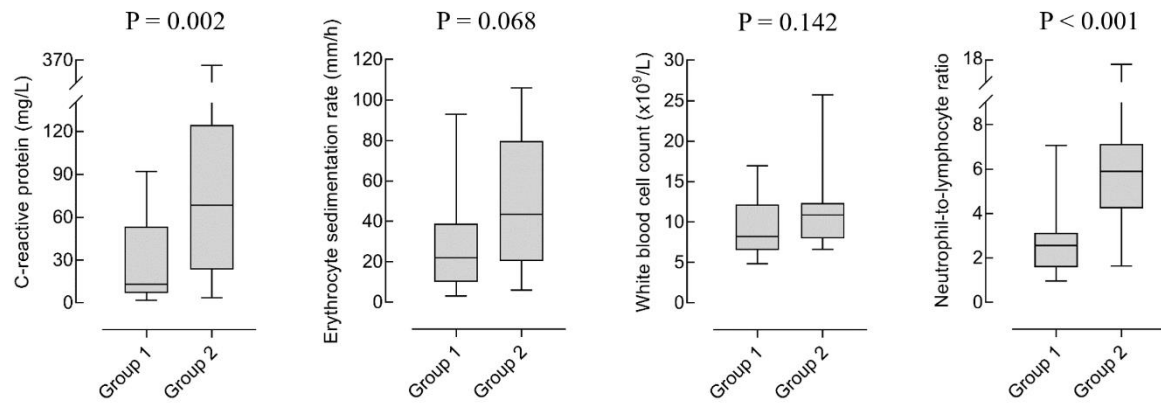 P = 0.002
C-reactive protein (mg/L)
370
120
90
60
30
0
Group 1
Group 2
P = 0.068
Erythrocyte sedimentation rate (mm/h)
120
100
80
60
40
20
0
Group 1
Group 2
P = 0.142
White blood cell count (x10⁹/L)
30
25
20
15
10
5
0
Group 1
Group 2
P < 0.001
Neutrophil-to-lymphocyte ratio
18
8
6
4
2
0
Group 1
Group 2